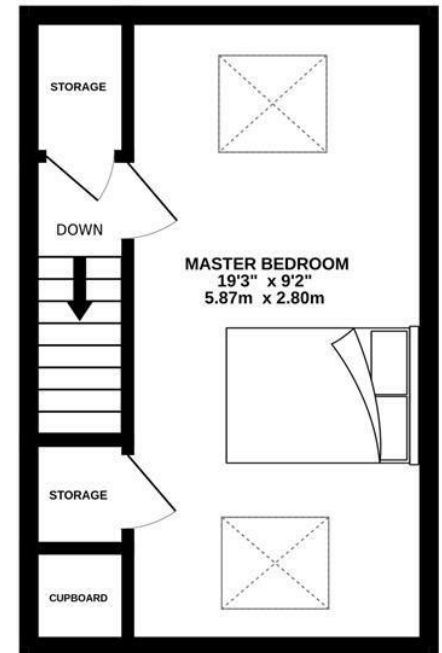 STORAGE
DOWN
MASTER BEDROOM
19'3" x 9'2"
5.87m x 2.80m
STORAGE
CUPBOARD